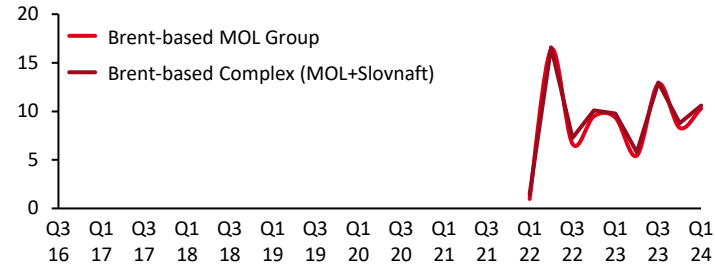 20
Brent-based MOL Group
15
Brent-based Complex (MOL+Slovnaft)
10
5
0
Q3 Q1 Q3 Q1 Q3 Q1 Q3 Q1 Q3 Q1 Q3 Q1 Q3 Q1 Q3 Q1
16 17 17 18 18 19 19 20 20 21 21 22 22 23 23 24